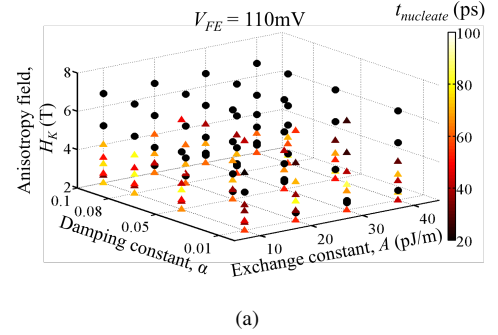 V_FE = 110mV
t_nucleate (ps)
100
80
60
40
20
Anisotropy field,
H_K (T)
8
6
4
2
0.1
0.08
0.05
0.01
Damping constant, α
10
20
30
40
Exchange constant, A (pJ/m)
(a)